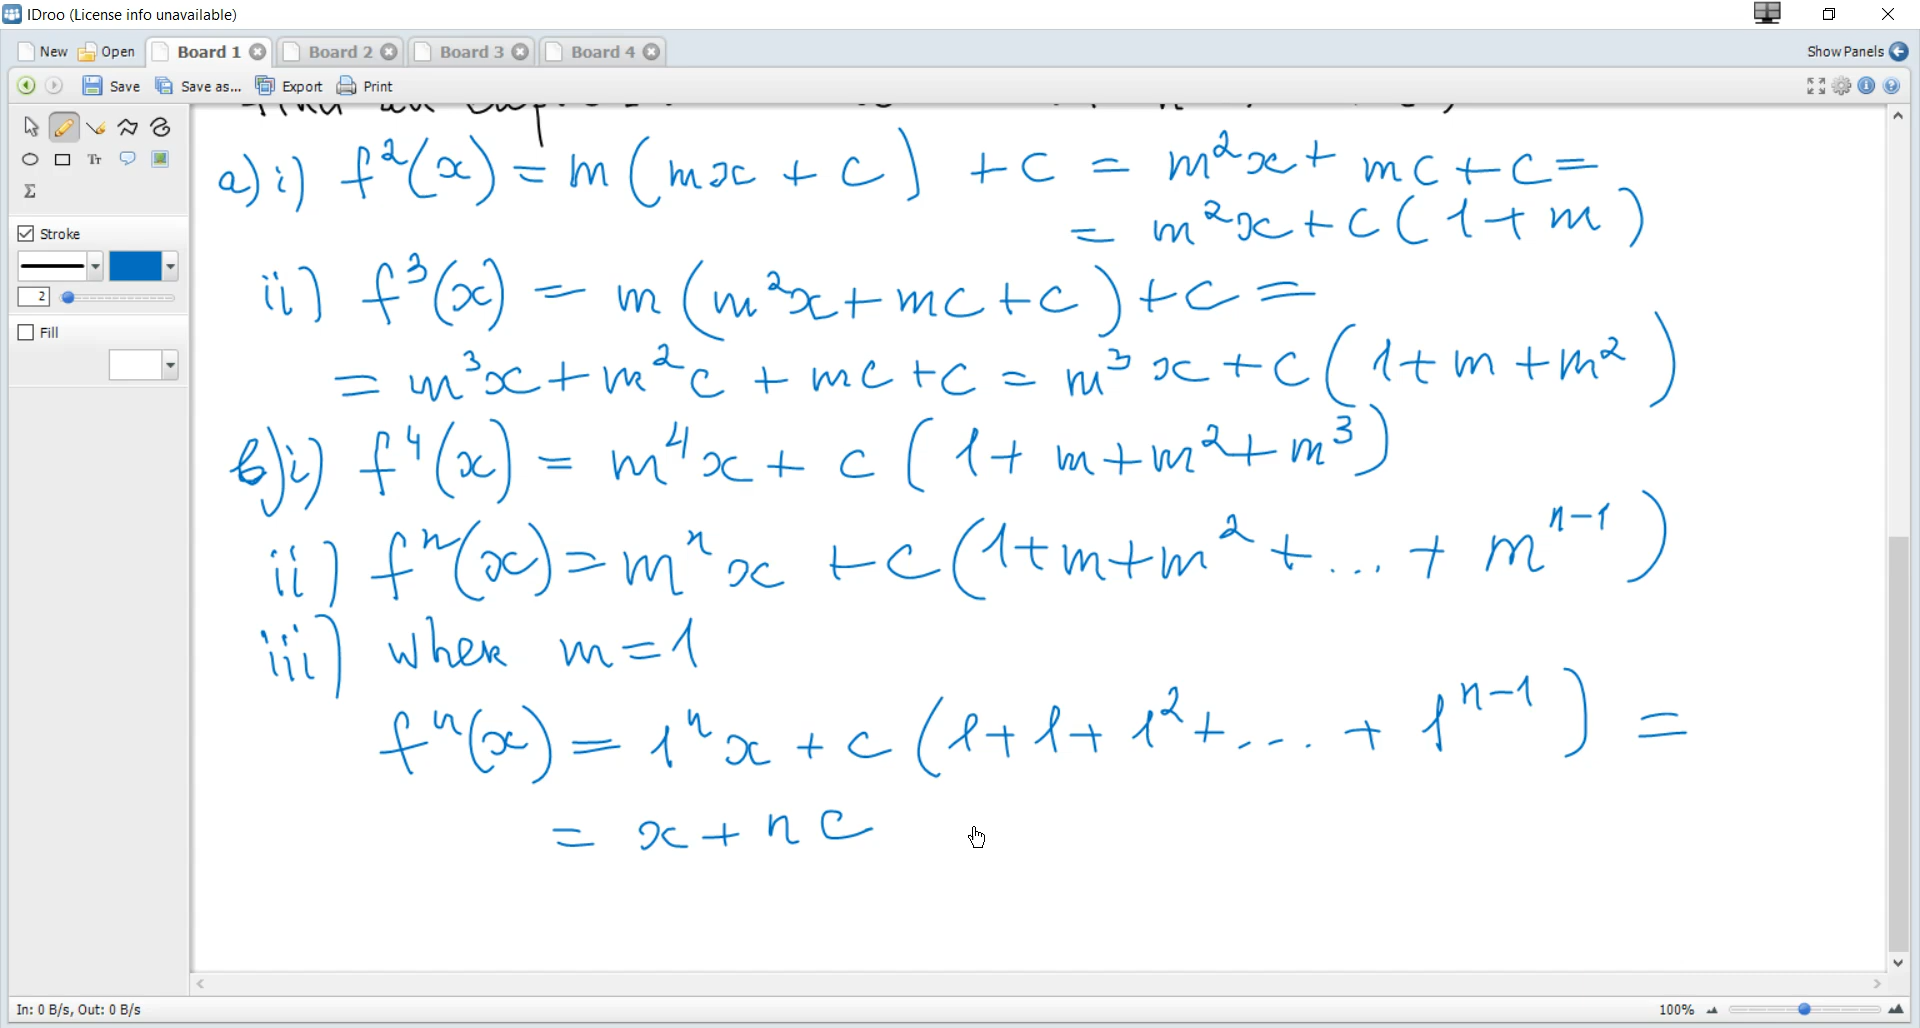 IDroo (License info unavailable)
New Open Board 1 Board 2 Board 3 Board 4 Show Panels
Save Save as... Export Print
a) i) f²(x) = m(mx + c) + c = m²x + mc + c =
= m²x + c(1 + m)
ii) f³(x) = m(m²x + mc + c) + c =
= m³x + m²c + mc + c = m³x + c(1 + m + m²)
b) i) f⁴(x) = m⁴x + c(1 + m + m² + m³)
ii) fⁿ(x) = mⁿx + c(1 + m + m² + ... + mⁿ⁻¹)
iii) when m = 1
fⁿ(x) = 1ⁿx + c(1 + 1 + 1² + ... + 1ⁿ⁻¹) =
= x + nc
Tт
Σ
Stroke
2
Fill
In: 0 B/s, Out: 0 B/s
100%